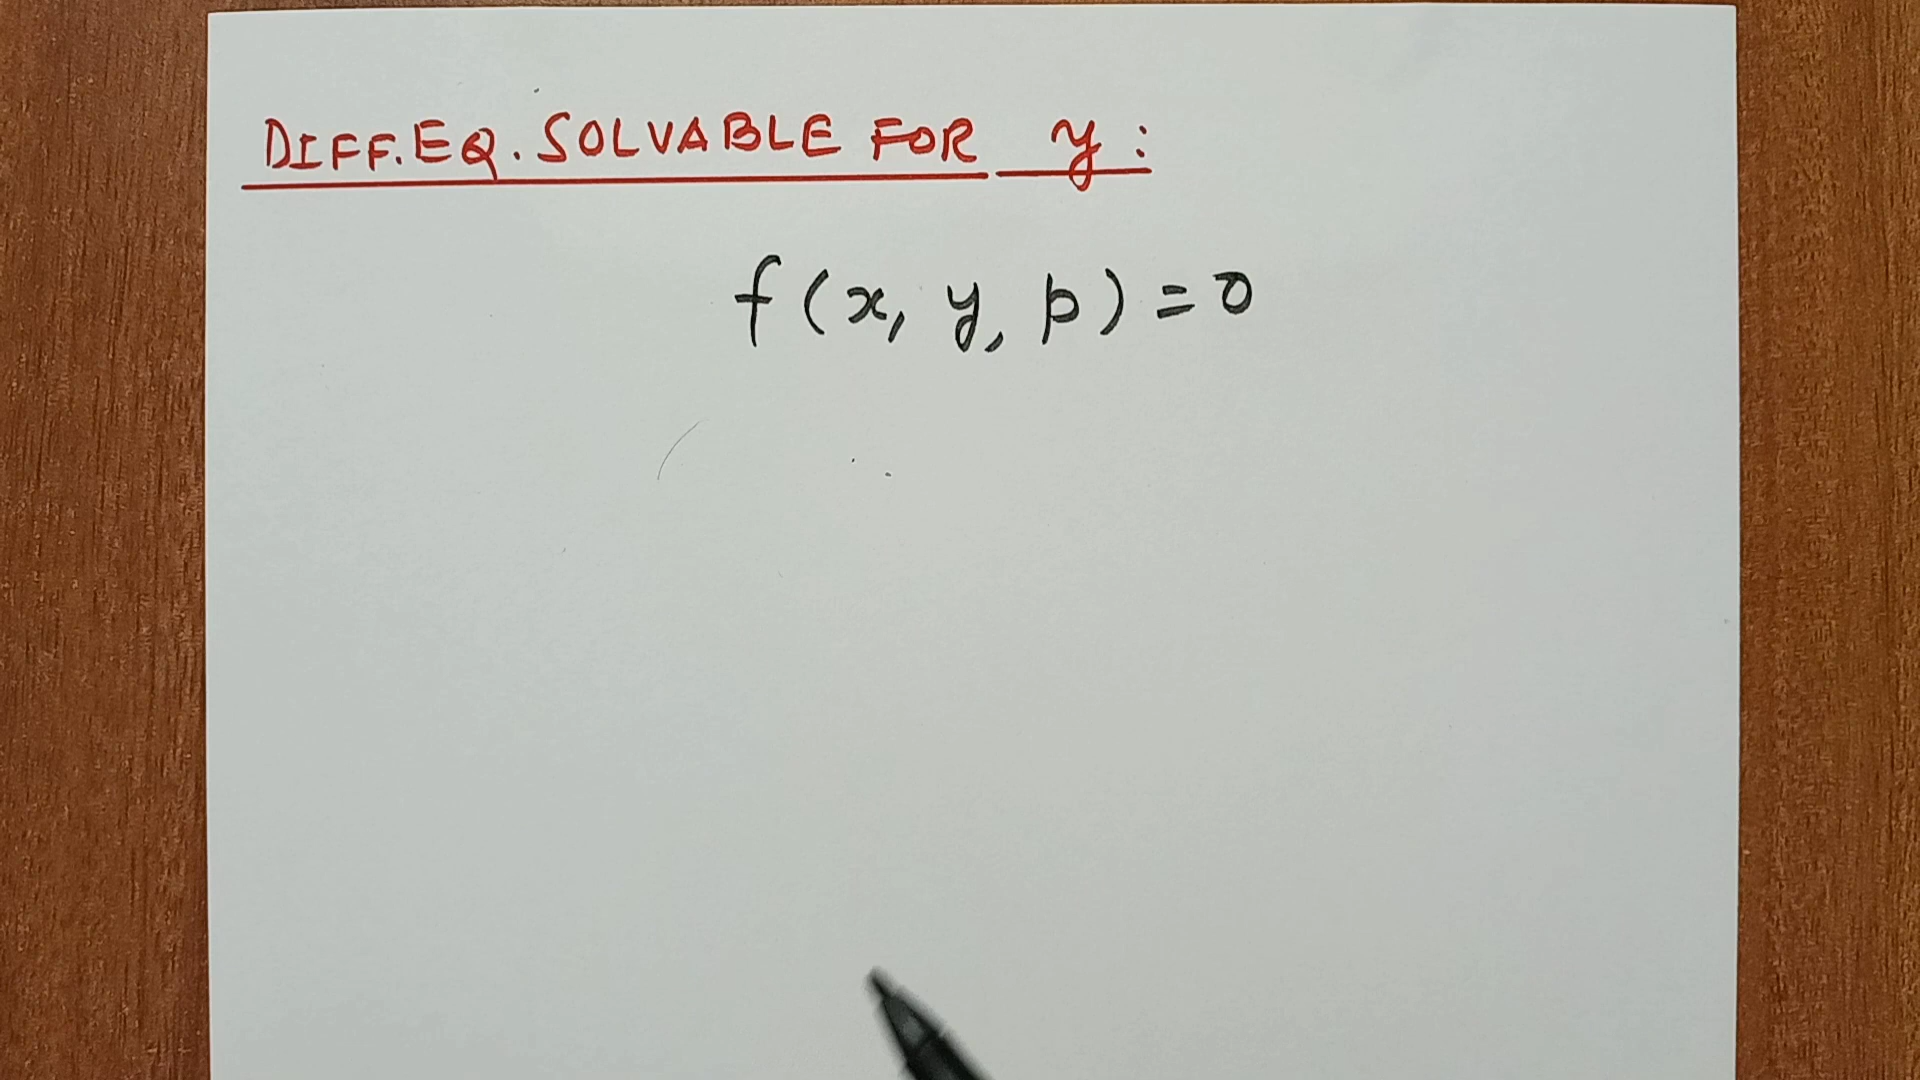 DIFF. EQ. SOLVABLE FOR y :
f (x, y, p) = 0